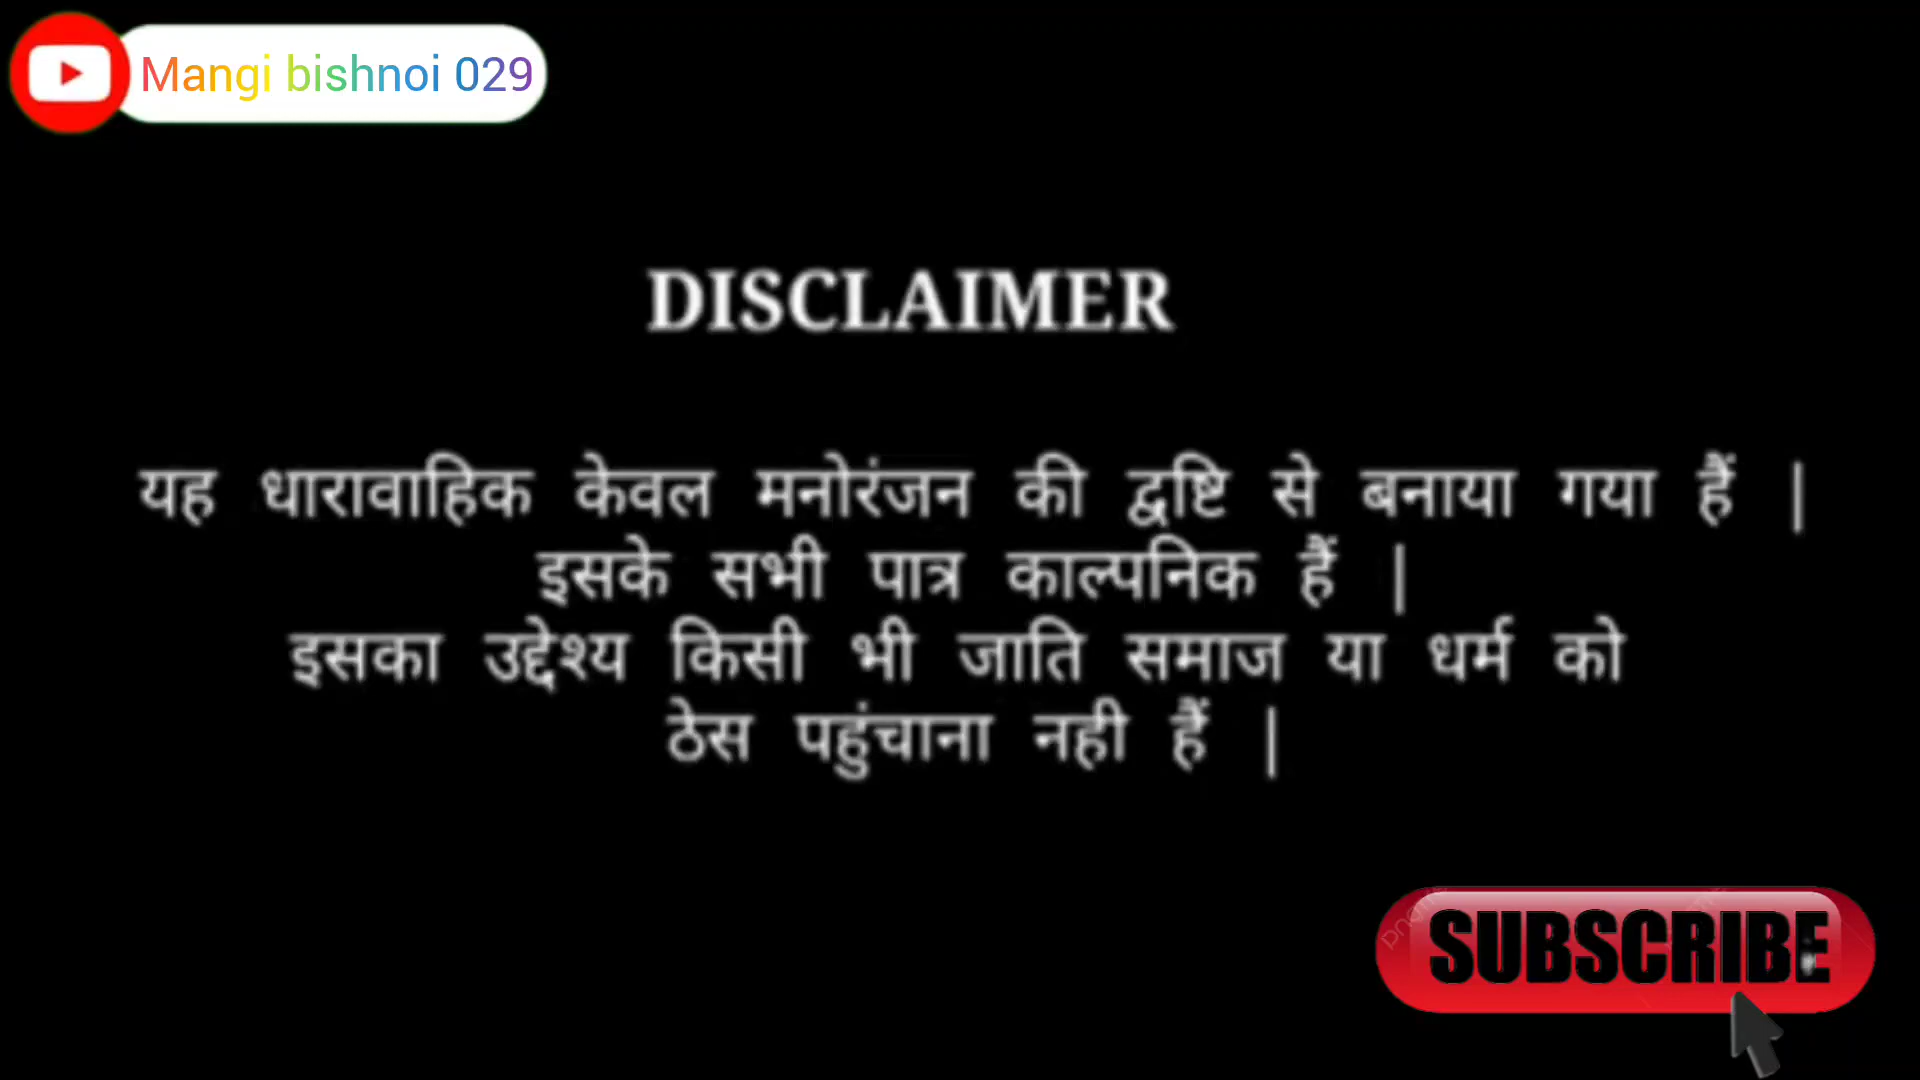 Mangi bishnoi 029
DISCLAIMER
यह धारावाहिक केवल मनोरंजन की द्वष्टि से बनाया गया हैं |
इसके सभी पात्र काल्पनिक हैं |
इसका उद्देश्य किसी भी जाति समाज या धर्म को
ठेस पहुंचाना नही हैं |
SUBSCRIBE